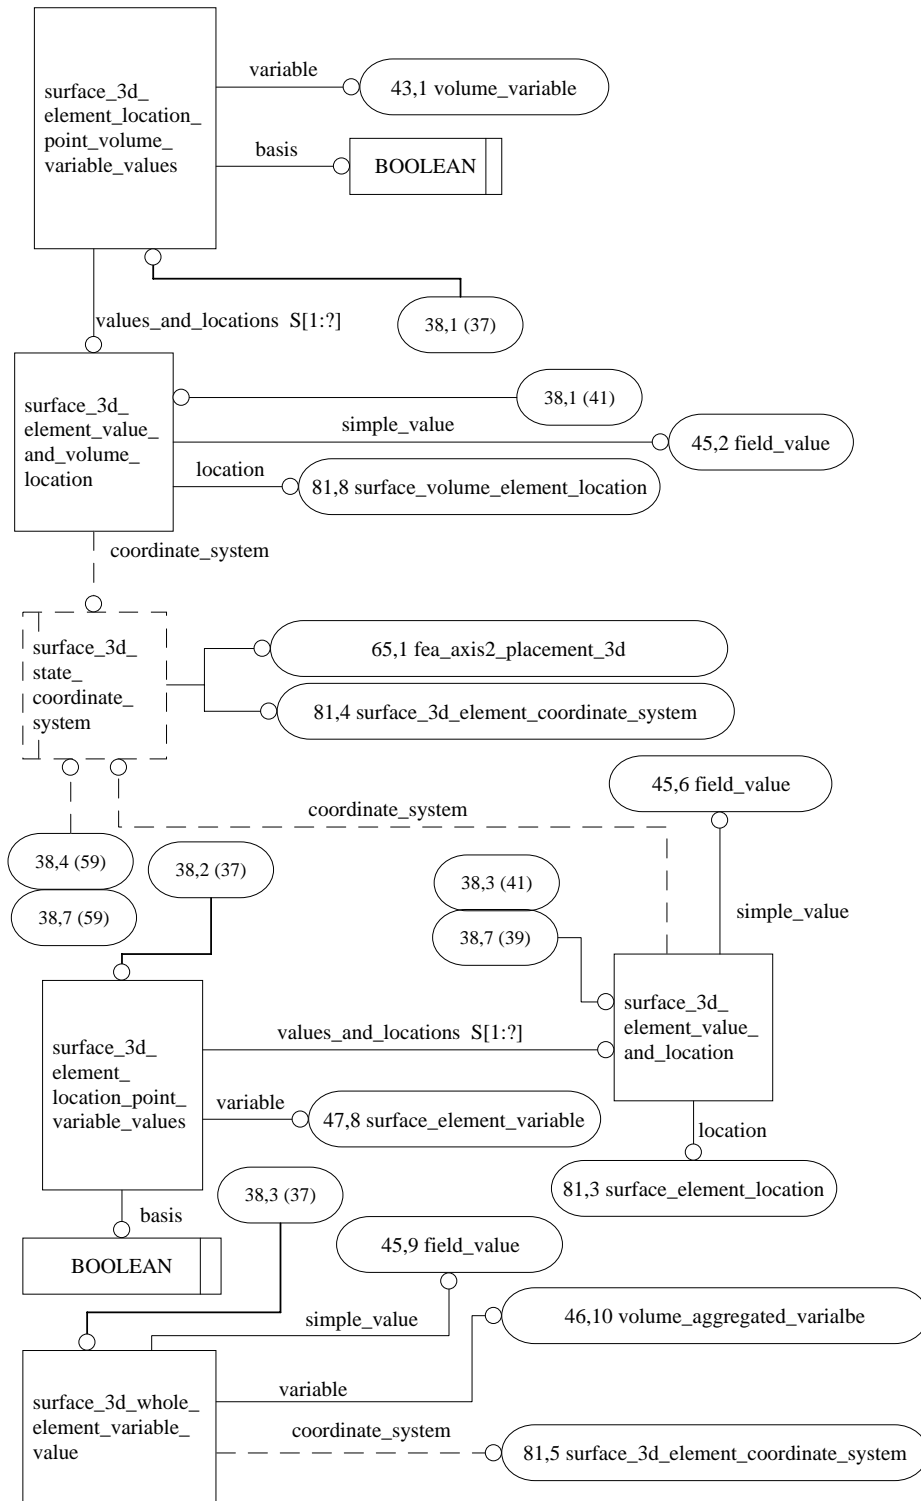 variable
43,1 volume_variable
surface_3d_
element_location_
point_volume_
variable_values
basis
BOOLEAN
values_and_locations S[1:?]
38,1 (37)
38,1 (41)
surface_3d_
element_value_
and_volume_
location
simple_value
45,2 field_value
location
81,8 surface_volume_element_location
coordinate_system
surface_3d_
state_
coordinate_
system
65,1 fea_axis2_placement_3d
81,4 surface_3d_element_coordinate_system
45,6 field_value
coordinate_system
38,4 (59)
38,7 (59)
38,2 (37)
38,3 (41)
38,7 (39)
simple_value
surface_3d_
element_value_
and_location
values_and_locations S[1:?]
surface_3d_
element_
location_point_
variable_values
variable
47,8 surface_element_variable
location
81,3 surface_element_location
38,3 (37)
basis
BOOLEAN
45,9 field_value
simple_value
46,10 volume_aggregated_varialbe
variable
surface_3d_whole_
element_variable_
value
coordinate_system
81,5 surface_3d_element_coordinate_system